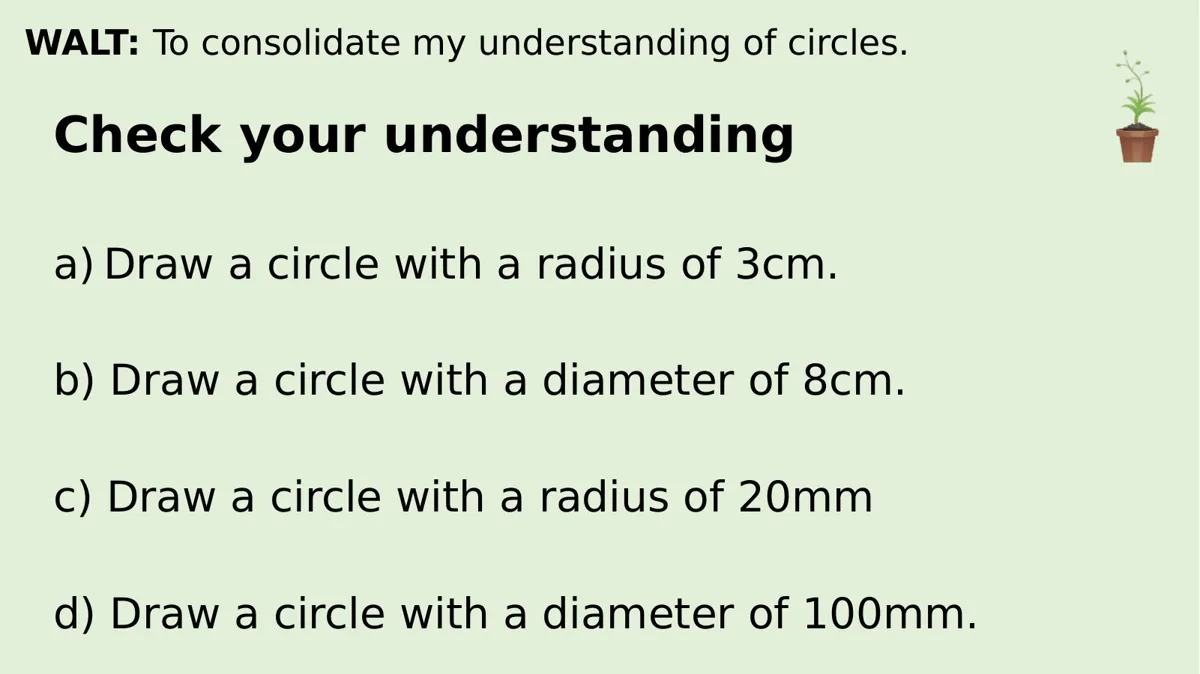 WALT: To consolidate my understanding of circles.
Check your understanding
a) Draw a circle with a radius of 3cm.
b) Draw a circle with a diameter of 8cm.
c) Draw a circle with a radius of 20mm
d) Draw a circle with a diameter of 100mm.